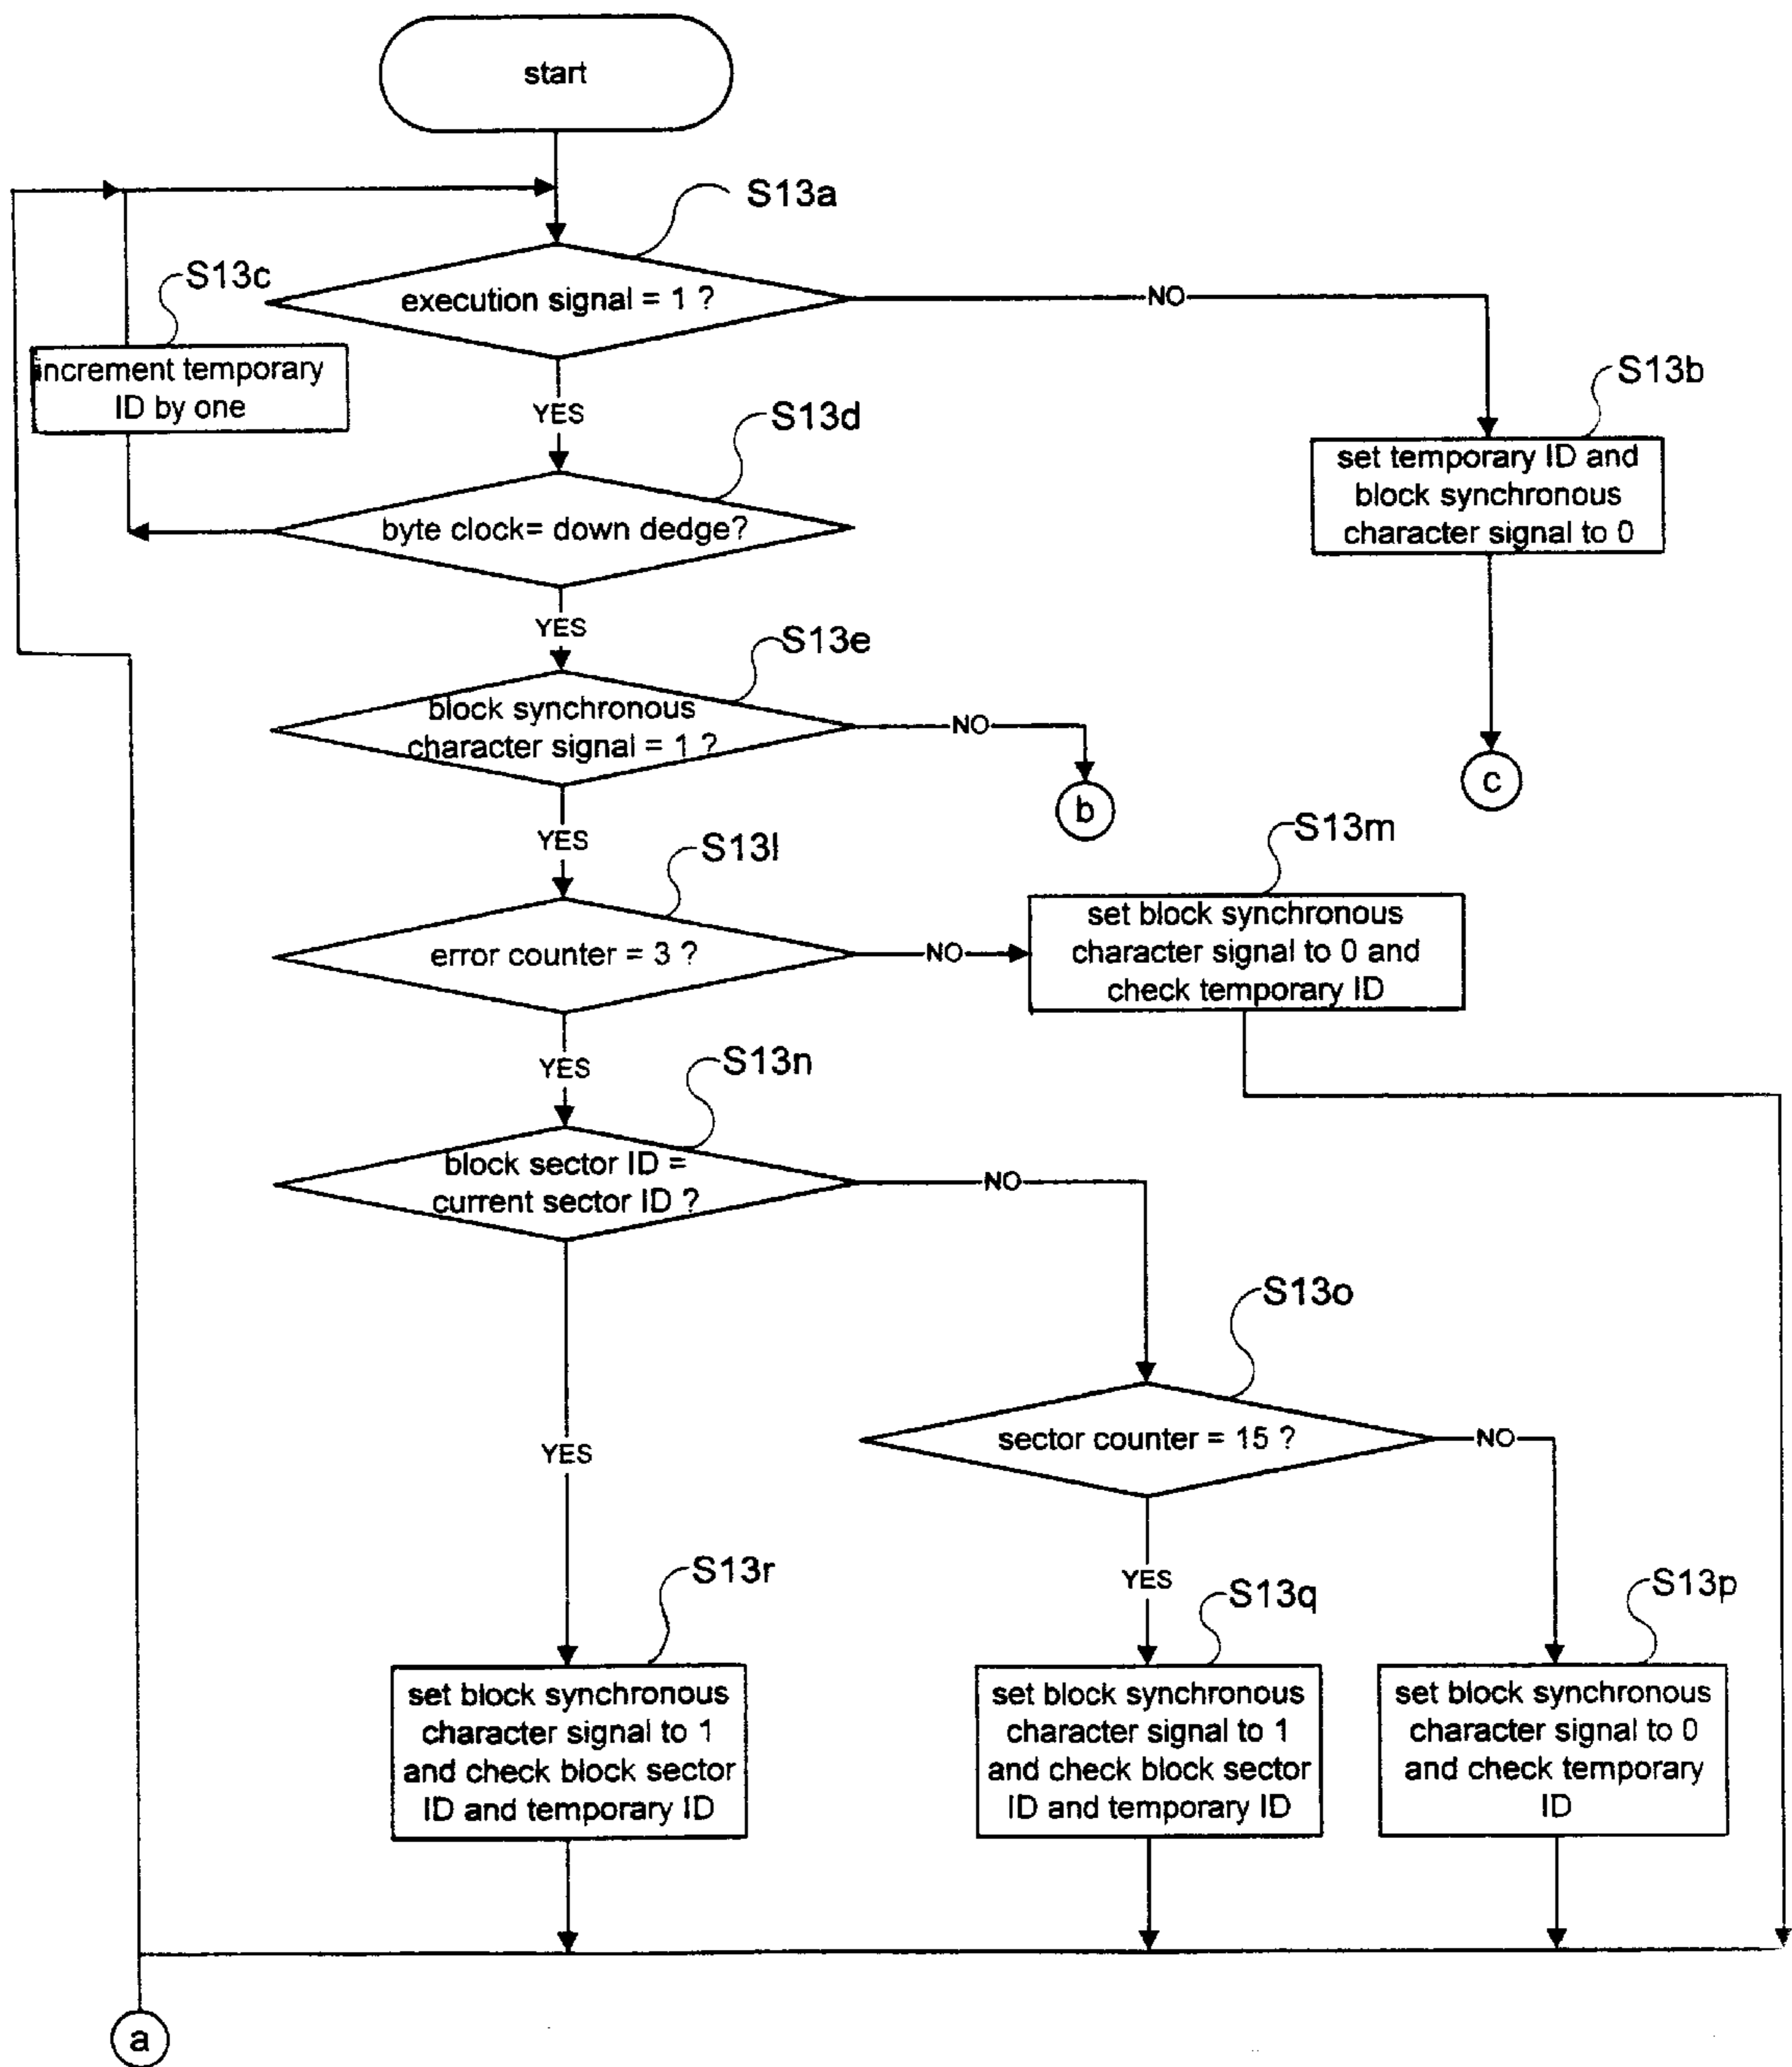 start
S13a
execution signal = 1 ?
NO
S13c
increment temporary
ID by one
YES
S13b
set temporary ID and
block synchronous
character signal to 0
S13d
byte clock= down dedge?
YES
S13e
block synchronous
character signal = 1 ?
NO
b
c
YES
S13l
error counter = 3 ?
NO
S13m
set block synchronous
character signal to 0 and
check temporary ID
YES
S13n
block sector ID =
current sector ID ?
NO
S13o
sector counter = 15 ?
NO
YES
YES
S13r
set block synchronous
character signal to 1
and check block sector
ID and temporary ID
S13q
set block synchronous
character signal to 1
and check block sector
ID and temporary ID
S13p
set block synchronous
character signal to 0
and check temporary
ID
a